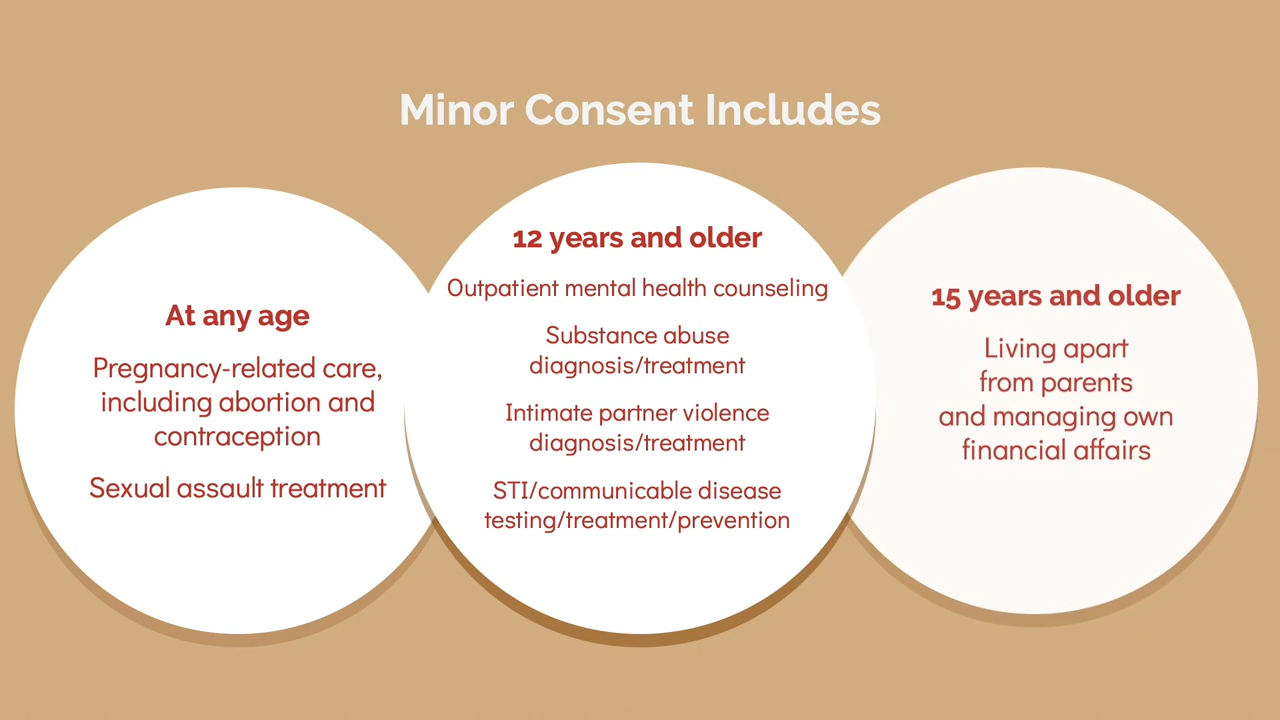 Minor Consent Includes
At any age
Pregnancy-related care,
including abortion and
contraception
Sexual assault treatment
12 years and older
Outpatient mental health counseling
Substance abuse
diagnosis/treatment
Intimate partner violence
diagnosis/treatment
STI/communicable disease
testing/treatment/prevention
15 years and older
Living apart
from parents
and managing own
financial affairs